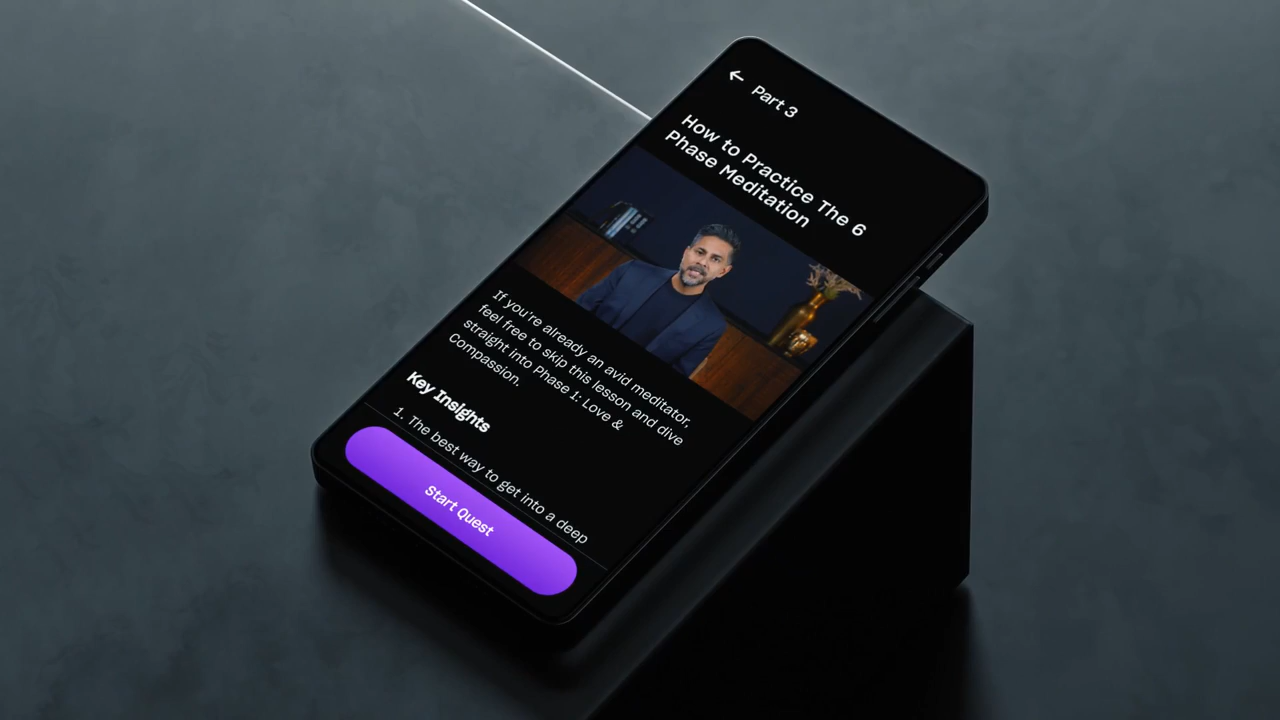 Part 3
How to Practice The 6
Phase Meditation
If you're already an avid meditator,
feel free to skip this lesson and dive
straight into Phase 1: Love &
Compassion.
Key Insights
1. The best way to get into a deep
Start Quest